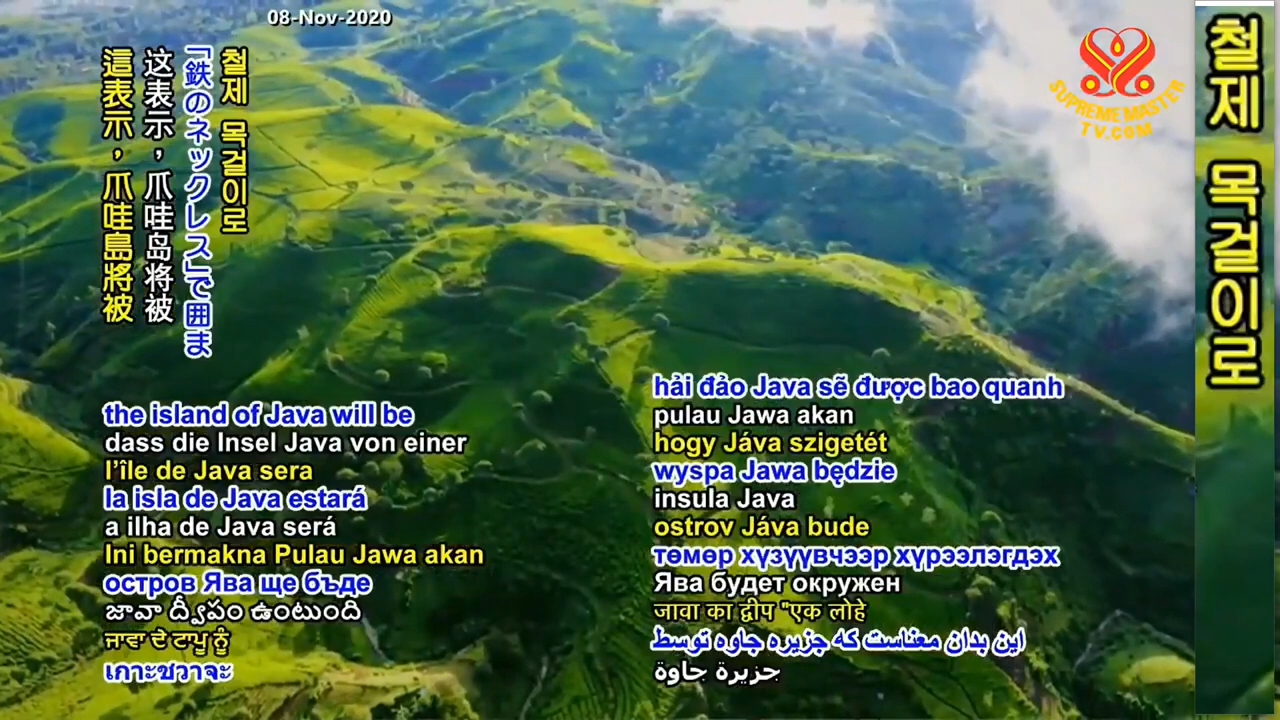 08-Nov-2020
SUPREME MASTER
TV.COM
철제 목걸이로
「鉄のネックレス」で囲ま
这表示，爪哇岛将被
這表示，爪哇島將被
the island of Java will be
dass die Insel Java von einer
l’île de Java sera
la isla de Java estará
a ilha de Java será
Ini bermakna Pulau Jawa akan
остров Ява ще бъде
జావా ద్వీపం ఉంటుంది
ਜਾਵਾ ਦੇ ਟਾਪੂ ਨੂੰ
เกาะชวาจะ
hải đảo Java sẽ được bao quanh
pulau Jawa akan
hogy Jáva szigetét
wyspa Jawa będzie
insula Java
ostrov Jáva bude
төмөр хүзүүвчээр хүрээлэгдэх
Ява будет окружен
जावा का द्वीप "एक लोहे
این بدان معناست که جزیره جاوه توسط
جزيرة جاوة
철제 목걸이로